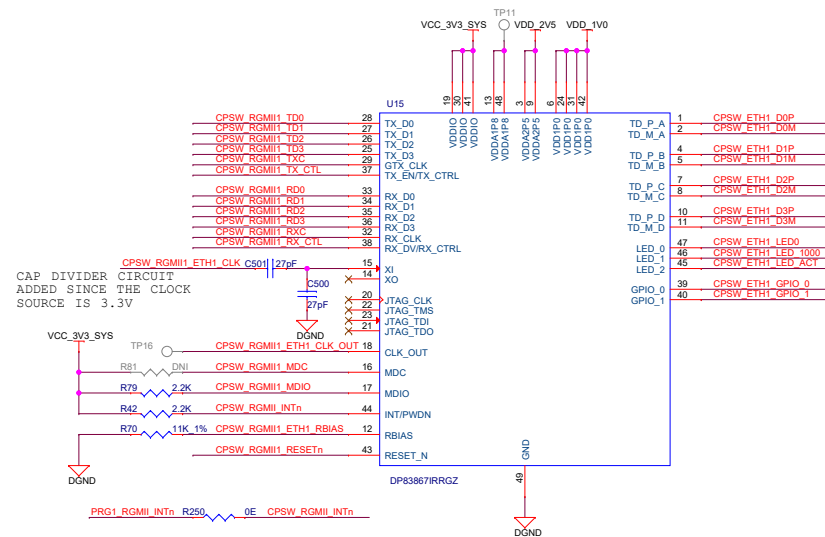 TP11
VCC_3V3_SYS
VDD_2V5
VDD_1V0
19
30
41
13
48
3
9
6
24
31
42
U15
VDDIO
VDDIO
VDDIO
VDDA1P8
VDDA1P8
VDDA2P5
VDDA2P5
VDD1P0
VDD1P0
VDD1P0
VDD1P0
CPSW_RGMII1_TD0 28 TX_D0
CPSW_RGMII1_TD1 27 TX_D1
CPSW_RGMII1_TD2 26 TX_D2
CPSW_RGMII1_TD3 25 TX_D3
CPSW_RGMII1_TXC 29 GTX_CLK
CPSW_RGMII1_TX_CTL 37 TX_EN/TX_CTRL
CPSW_RGMII1_RD0 33 RX_D0
CPSW_RGMII1_RD1 34 RX_D1
CPSW_RGMII1_RD2 35 RX_D2
CPSW_RGMII1_RD3 36 RX_D3
CPSW_RGMII1_RXC 32 RX_CLK
CPSW_RGMII1_RX_CTL 38 RX_DV/RX_CTRL
TD_P_A 1 CPSW_ETH1_D0P
TD_M_A 2 CPSW_ETH1_D0M
TD_P_B 4 CPSW_ETH1_D1P
TD_M_B 5 CPSW_ETH1_D1M
TD_P_C 7 CPSW_ETH1_D2P
TD_M_C 8 CPSW_ETH1_D2M
TD_P_D 10 CPSW_ETH1_D3P
TD_M_D 11 CPSW_ETH1_D3M
LED_0 47 CPSW_ETH1_LED0
LED_1 46 CPSW_ETH1_LED_1000
LED_2 45 CPSW_ETH1_LED_ACT
GPIO_0 39 CPSW_ETH1_GPIO_0
GPIO_1 40 CPSW_ETH1_GPIO_1
CPSW_RGMII1_ETH1_CLK C501 27pF 15 XI
14 XO
C500
27pF
DGND
CAP DIVIDER CIRCUIT
ADDED SINCE THE CLOCK
SOURCE IS 3.3V
20 JTAG_CLK
22 JTAG_TMS
23 JTAG_TDI
21 JTAG_TDO
VCC_3V3_SYS
TP16 CPSW_RGMII1_ETH1_CLK_OUT 18 CLK_OUT
R81 DNI CPSW_RGMII1_MDC 16 MDC
R79 2.2K CPSW_RGMII1_MDIO 17 MDIO
R42 2.2K CPSW_RGMII_INTn 44 INT/PWDN
R70 11K_1% CPSW_RGMII1_ETH1_RBIAS 12 RBIAS
CPSW_RGMII1_RESETn 43 RESET_N
GND
49
DGND
DP83867IRRGZ
DGND
PRG1_RGMII_INTn R250 0E CPSW_RGMII_INTn